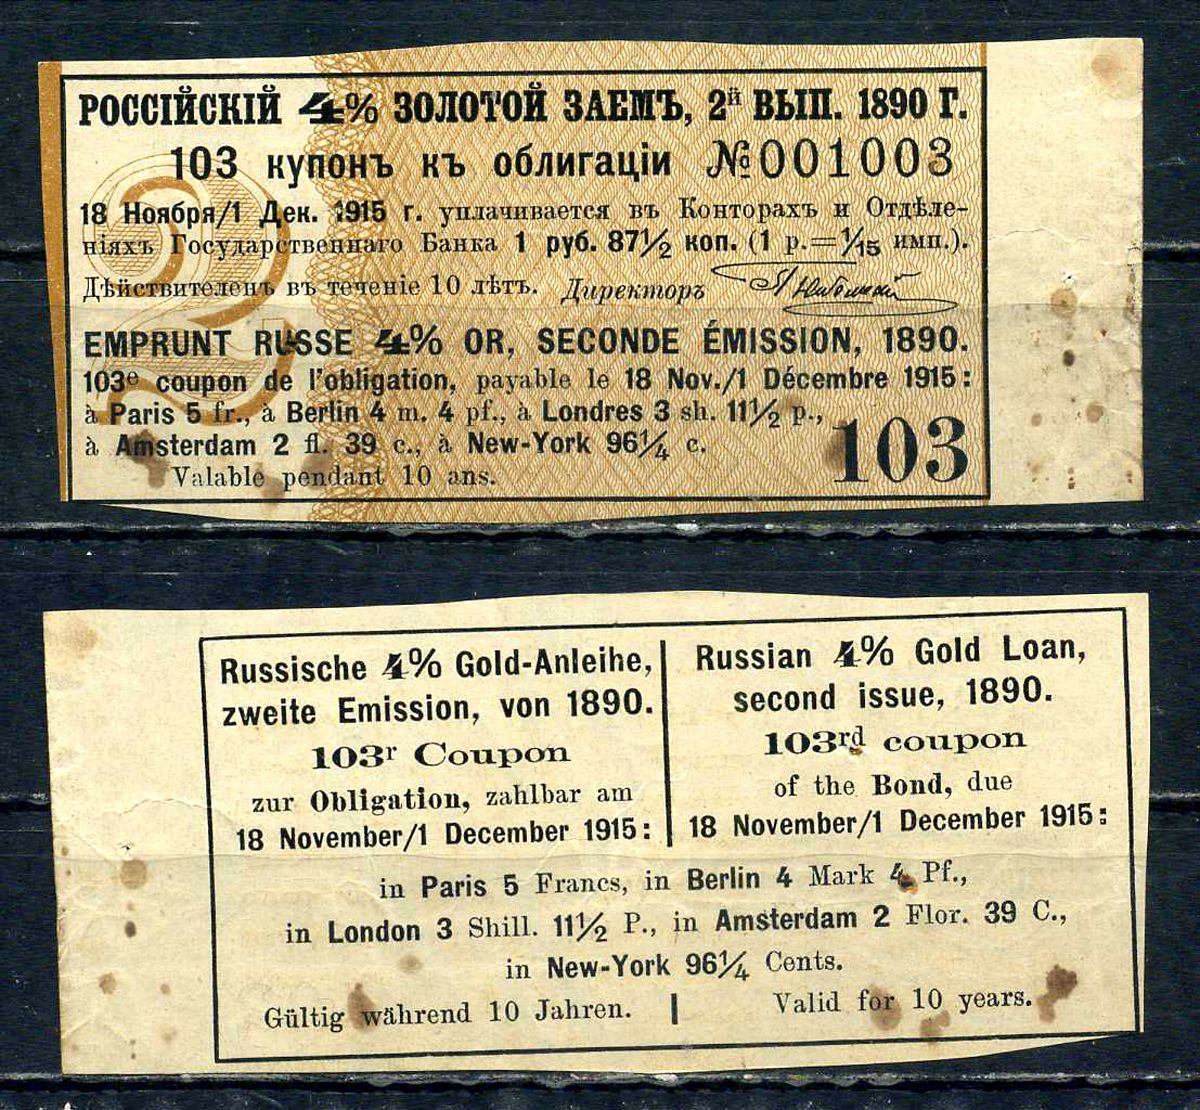 РОССІЙСКІЙ 4% ЗОЛОТОЙ ЗАЕМЪ, 2й ВЫП. 1890 Г.
103 купонъ къ облигаціи №001003
18 Ноября/1 Дек. 1915 г. уплачивается въ Конторахъ и Отдѣле-
ніяхъ Государственнаго Банка 1 руб. 87½ коп. (1 р.=1/15 имп.).
Дѣйствителенъ въ теченіе 10 лѣтъ. Директоръ
EMPRUNT RUSSE 4% OR, SECONDE ÉMISSION, 1890.
103e coupon de l'obligation, payable le 18 Nov./1 Décembre 1915:
à Paris 5 fr., à Berlin 4 m. 4 pf., à Londres 3 sh. 11½ p.,
à Amsterdam 2 fl. 39 c., à New-York 96¼ c.
Valable pendant 10 ans.
103
2
Russische 4% Gold-Anleihe,
zweite Emission, von 1890.
103r Coupon
zur Obligation, zahlbar am
18 November/1 December 1915:
Russian 4% Gold Loan,
second issue, 1890.
103rd coupon
of the Bond, due
18 November/1 December 1915:
in Paris 5 Francs, in Berlin 4 Mark 4 Pf.,
in London 3 Shill. 11½ P., in Amsterdam 2 Flor. 39 C.,
in New-York 96¼ Cents.
Gültig während 10 Jahren.
Valid for 10 years.